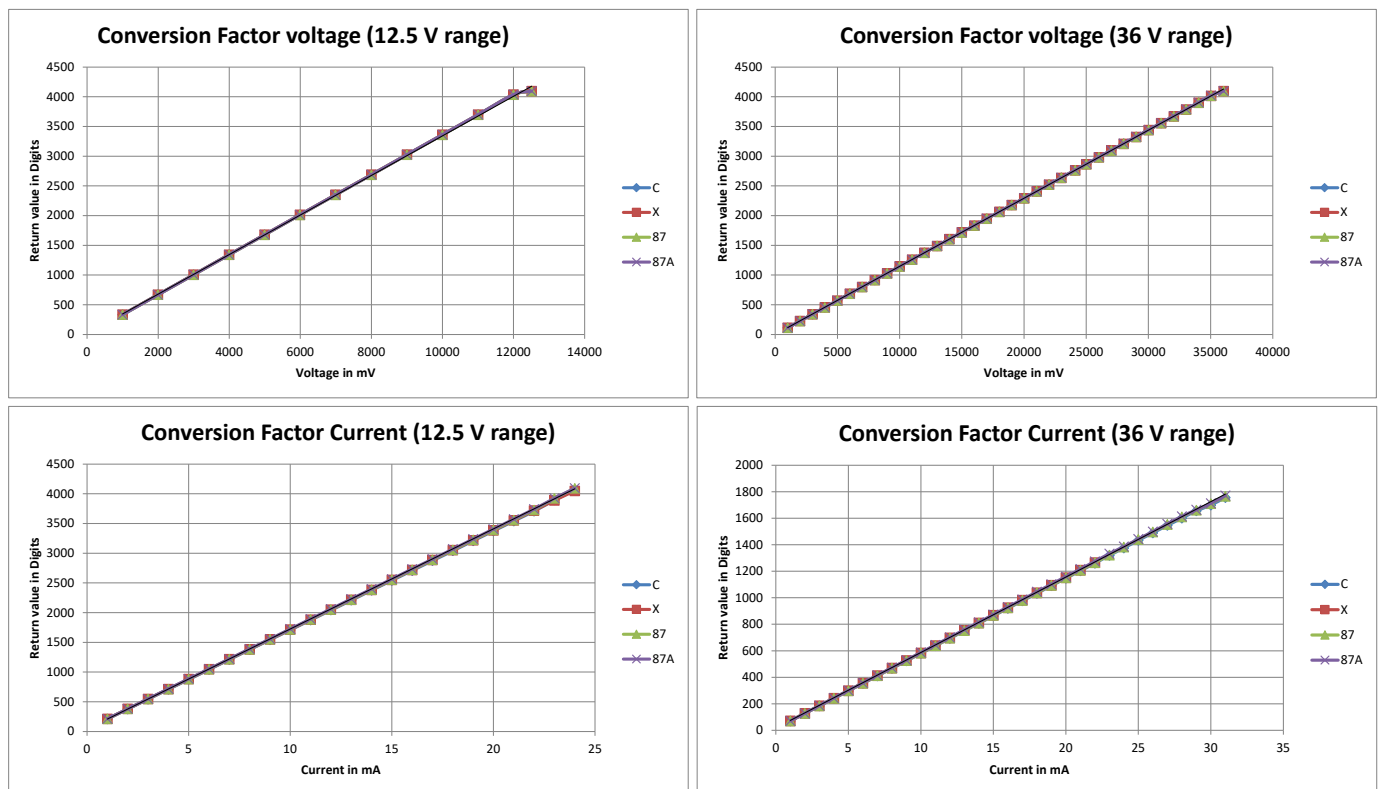 Conversion Factor voltage (12.5 V range)
4500
4000
3500
3000
2500
2000
1500
1000
500
0
Return value in Digits
0 2000 4000 6000 8000 10000 12000 14000
Voltage in mV
C
X
87
87A
Conversion Factor voltage (36 V range)
4500
4000
3500
3000
2500
2000
1500
1000
500
0
Return value in Digits
0 5000 10000 15000 20000 25000 30000 35000 40000
Voltage in mV
C
X
87
87A
Conversion Factor Current (12.5 V range)
4500
4000
3500
3000
2500
2000
1500
1000
500
0
Return value in Digits
0 5 10 15 20 25
Current in mA
C
X
87
87A
Conversion Factor Current (36 V range)
2000
1800
1600
1400
1200
1000
800
600
400
200
0
Return value in Digits
0 5 10 15 20 25 30 35
Current in mA
C
X
87
87A